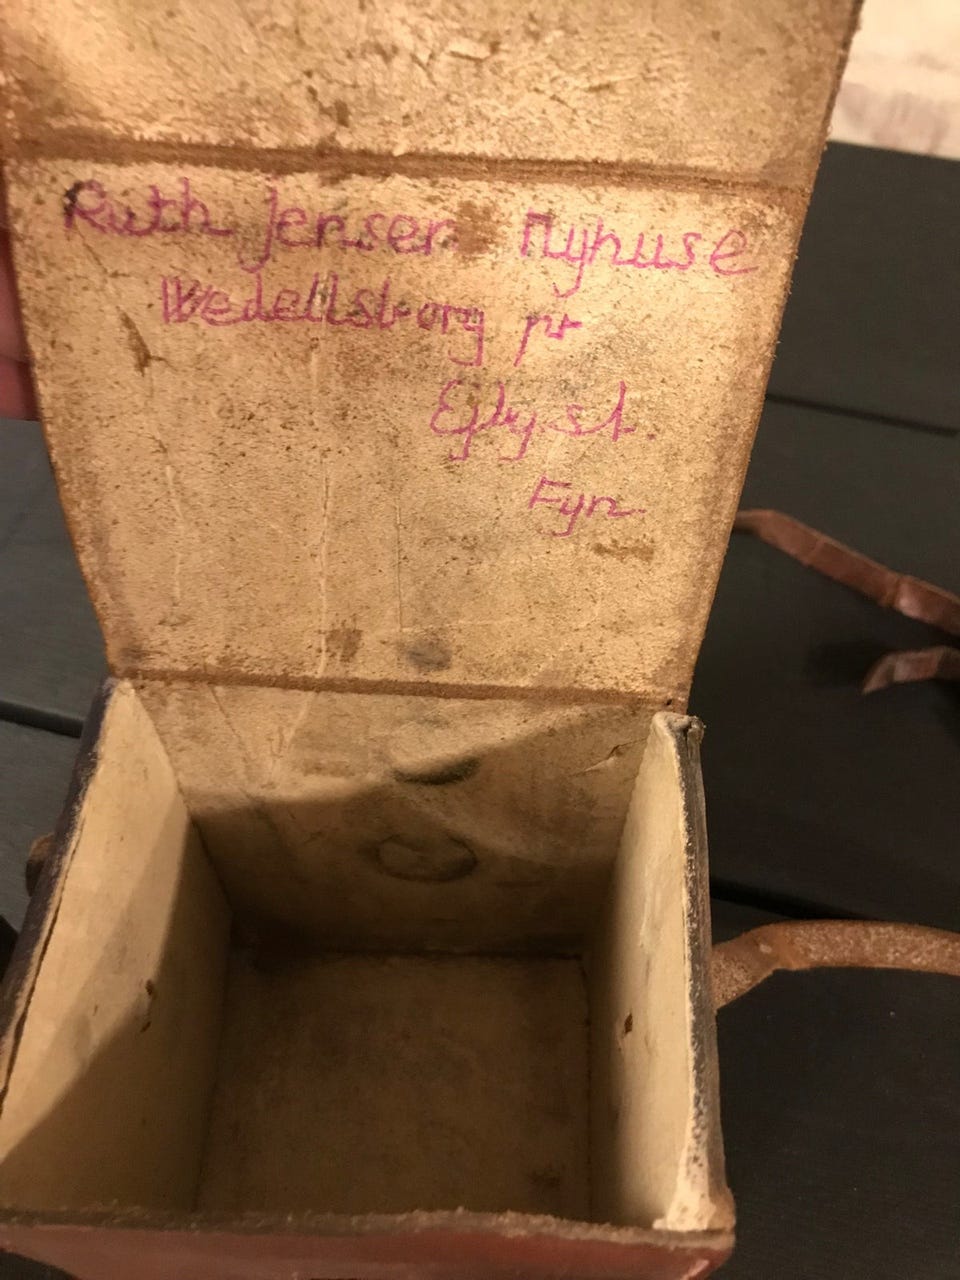 Ruth Jensen Nyhuse
Wedellsborg pr
Ejby st.
Fyn.